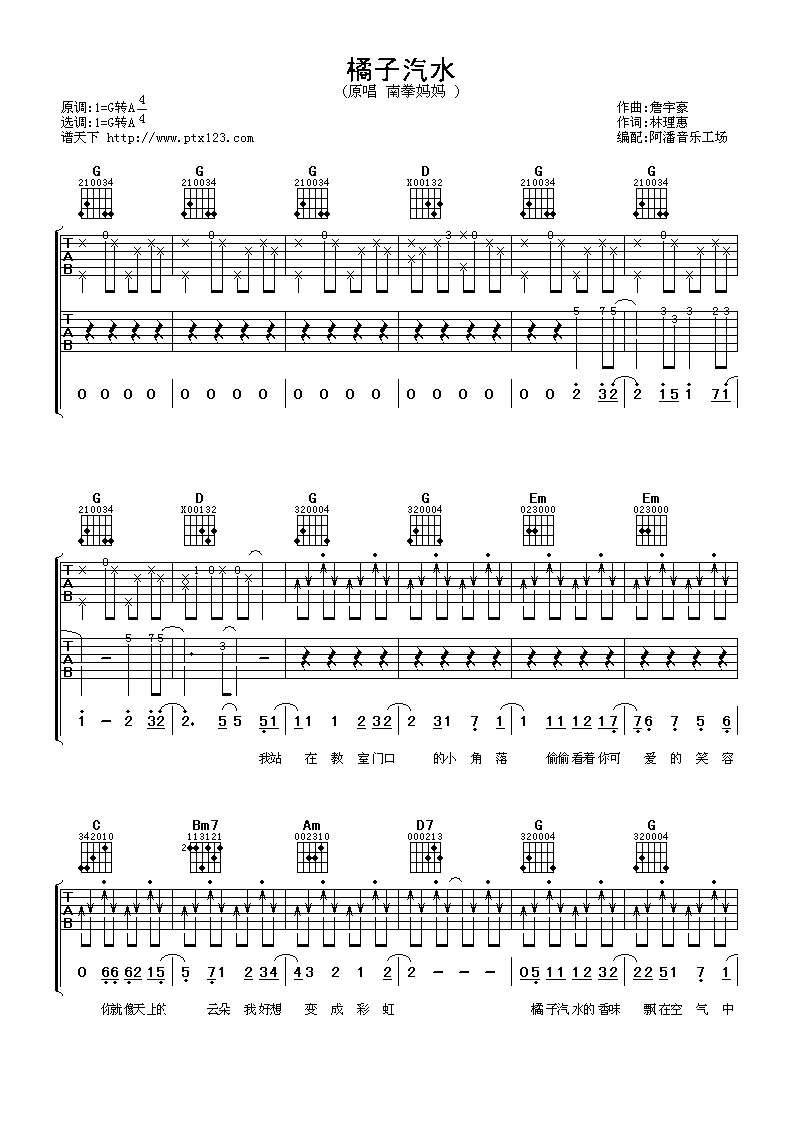 橘子汽水
(原唱 南拳妈妈 )
原调:1=G转A 4/4
选调:1=G转A
谱天下 http://www.ptx123.com
作曲:詹宇豪
作词:林理惠
编配:阿潘音乐工场
G G G D G G
210034 210034 210034 X00132 210034 210034
T A B
T A B
0 0 0 0 0 0 0 0 0 0 0 0 0 0 0 0 0 0 2 32 2 15 1 71
G D G G Em Em
210034 X00132 320004 320004 023000 023000
T A B
T A B
1 - 2 32 2. 5 5 51 11 1 232 2 31 7 1 1 11 12 17 76 7 5 6
我站 在 教 室门口 的小 角 落 偷偷看着你可 爱 的 笑 容
C Bm7 Am D7 G G
342010 113121 002310 000213 320004 320004
2
T A B
0 66 62 15 5 71 2 34 43 2 1 2 2 - - - 05 11 12 32 22 51 7 1
你就像天上的 云朵 我好想 变 成 彩 虹 橘子汽水的香味 飘在空 气 中